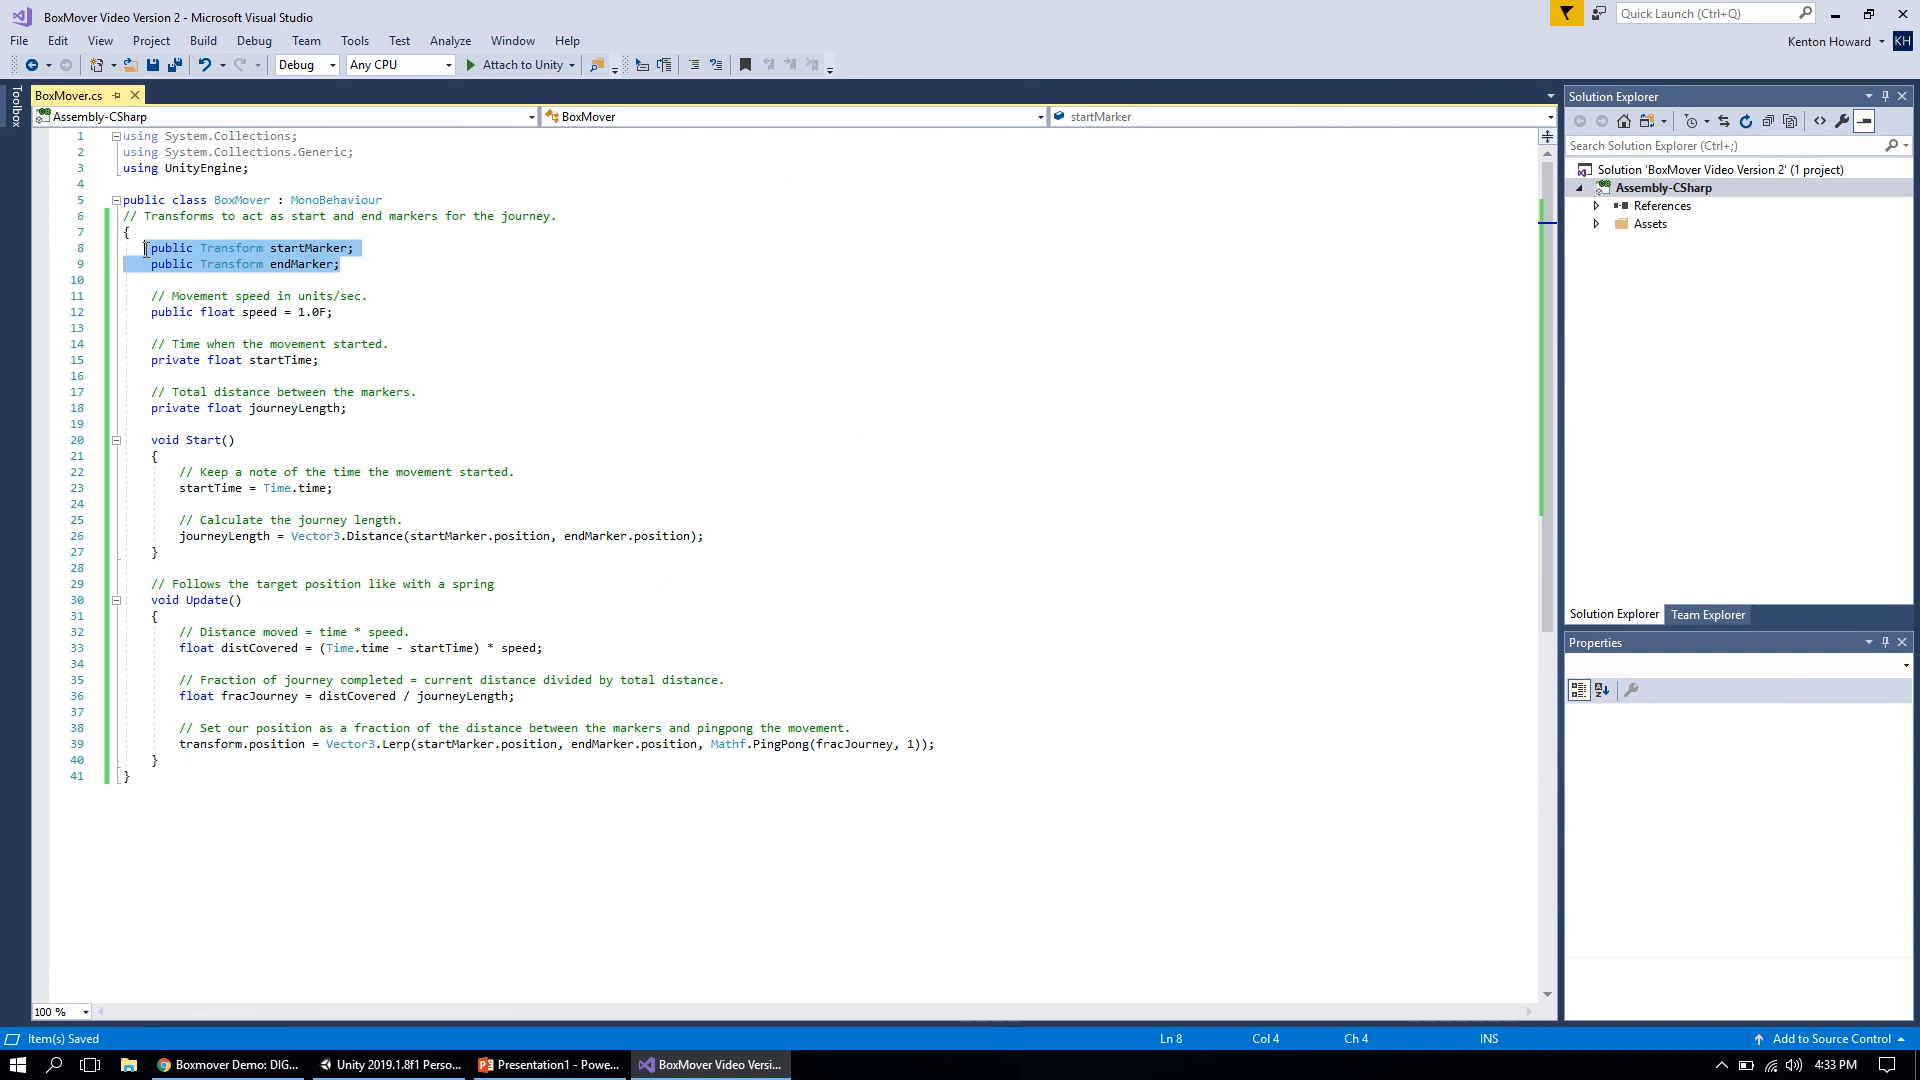 BoxMover Video Version 2 - Microsoft Visual Studio
Quick Launch (Ctrl+Q)
File Edit View Project Build Debug Team Tools Test Analyze Window Help
Kenton Howard KH
Debug Any CPU Attach to Unity
Toolbox
BoxMover.cs
Assembly-CSharp BoxMover startMarker
1 using System.Collections;
2 using System.Collections.Generic;
3 using UnityEngine;
4
5 public class BoxMover : MonoBehaviour
6 // Transforms to act as start and end markers for the journey.
7 {
8 public Transform startMarker;
9 public Transform endMarker;
10
11 // Movement speed in units/sec.
12 public float speed = 1.0F;
13
14 // Time when the movement started.
15 private float startTime;
16
17 // Total distance between the markers.
18 private float journeyLength;
19
20 void Start()
21 {
22 // Keep a note of the time the movement started.
23 startTime = Time.time;
24
25 // Calculate the journey length.
26 journeyLength = Vector3.Distance(startMarker.position, endMarker.position);
27 }
28
29 // Follows the target position like with a spring
30 void Update()
31 {
32 // Distance moved = time * speed.
33 float distCovered = (Time.time - startTime) * speed;
34
35 // Fraction of journey completed = current distance divided by total distance.
36 float fracJourney = distCovered / journeyLength;
37
38 // Set our position as a fraction of the distance between the markers and pingpong the movement.
39 transform.position = Vector3.Lerp(startMarker.position, endMarker.position, Mathf.PingPong(fracJourney, 1));
40 }
41 }
100 %
Solution Explorer
Search Solution Explorer (Ctrl+;)
Solution 'BoxMover Video Version 2' (1 project)
Assembly-CSharp
References
Assets
Solution Explorer Team Explorer
Properties
Item(s) Saved Ln 8 Col 4 Ch 4 INS Add to Source Control
Boxmover Demo: DIG... Unity 2019.1.8f1 Perso... Presentation1 - Powe... BoxMover Video Versi... 4:33 PM